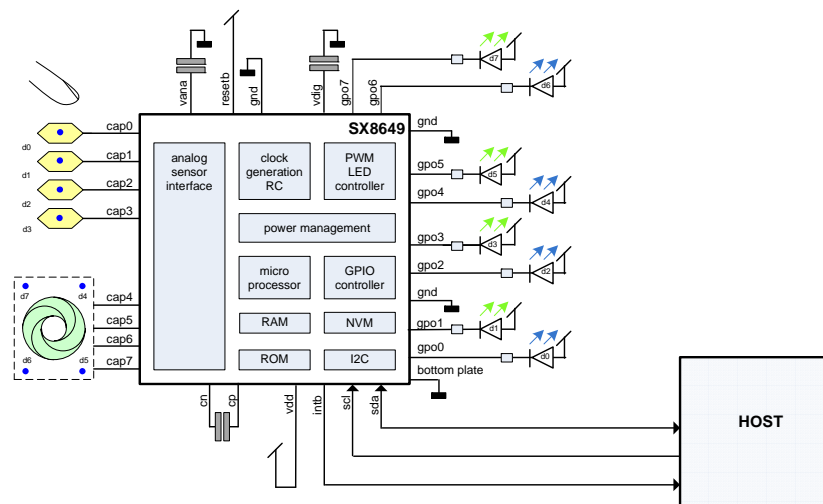 vana
resetb
gnd
vdig
gpo7
gpo6
d7
d6
SX8649
cap0
d0
cap1
d1
cap2
d2
cap3
d3
analog
sensor
interface
clock
generation
RC
PWM
LED
controller
gnd
gpo5
d5
gpo4
d4
power management
gpo3
d3
gpo2
d2
micro
processor
GPIO
controller
gnd
d7
d4
cap4
cap5
cap6
d6
d5
cap7
RAM
NVM
gpo1
d1
ROM
I2C
gpo0
d0
bottom plate
cn
cp
vdd
intb
scl
sda
HOST